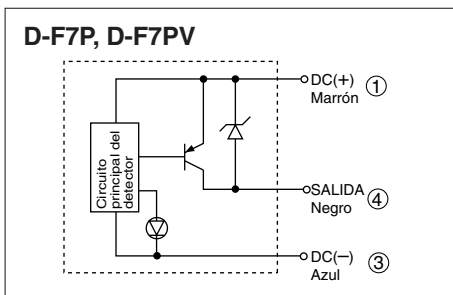 D-F7P, D-F7PV
DC(+) ①
Marrón
Circuito
principal del
detector
SALIDA ④
Negro
DC(−) ③
Azul